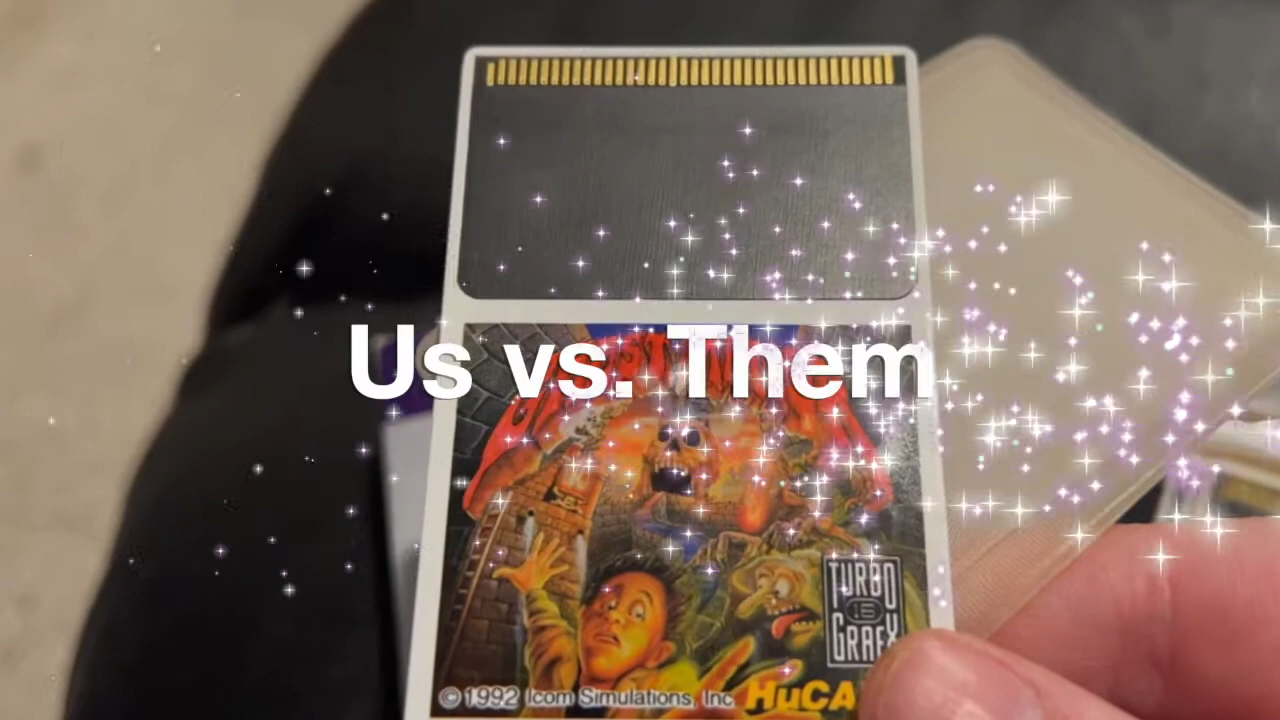 Us vs. Them
TURBO
16
GRAFX
© 1992 Icom Simulations, Inc.
HuCA